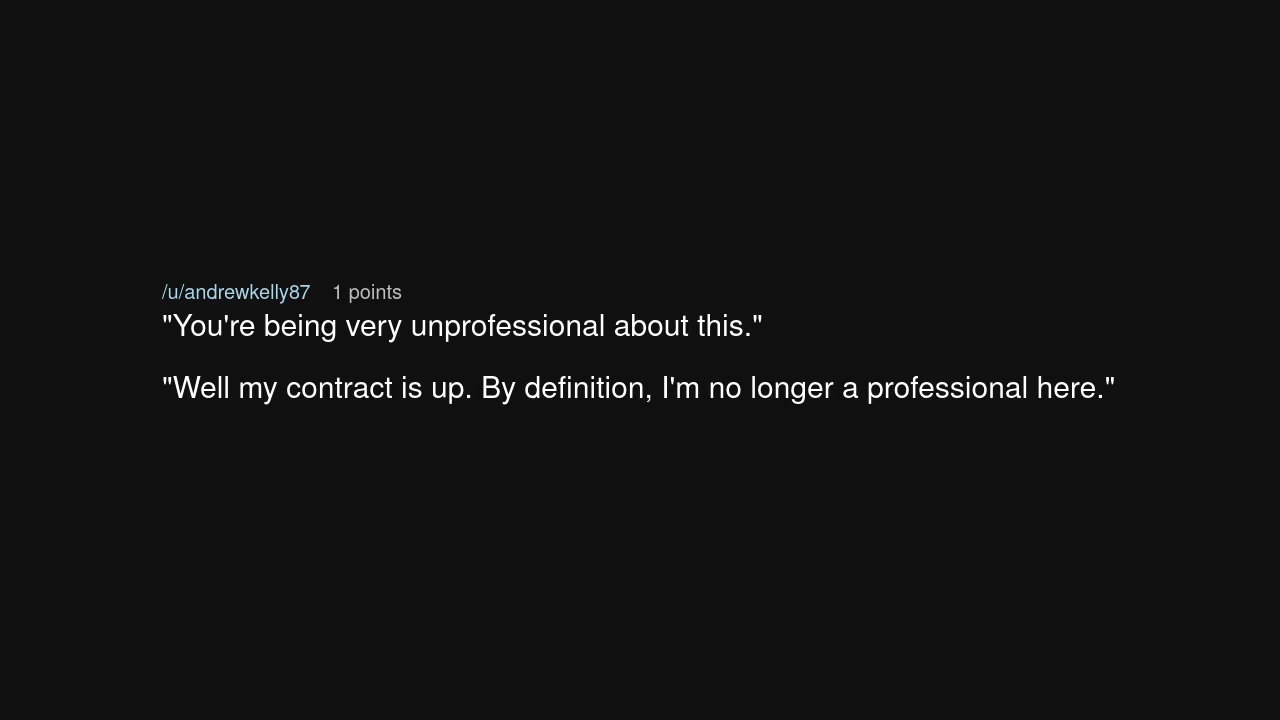 /u/andrewkelly87 1 points
"You're being very unprofessional about this."
"Well my contract is up. By definition, I'm no longer a professional here."